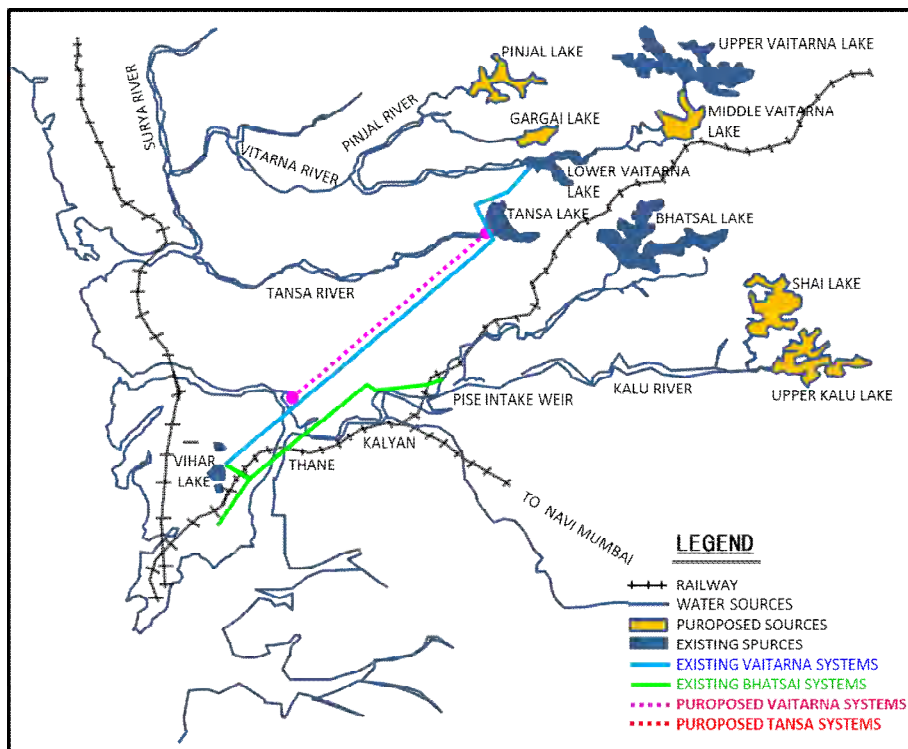 UPPER VAITARNA LAKE
PINJAL LAKE
SURYA RIVER
PINJAL RIVER
GARGAI LAKE
MIDDLE VAITARNA
LAKE
VITARNA RIVER
LOWER VAITARNA
LAKE
TANSA LAKE
BHATSAL LAKE
TANSA RIVER
SHAI LAKE
PISE INTAKE WEIR
KALU RIVER
UPPER KALU LAKE
VIHAR
LAKE
THANE
KALYAN
TO NAVI MUMBAI
LEGEND
RAILWAY
WATER SOURCES
PUROPOSED SOURCES
EXISTING SPURCES
EXISTING VAITARNA SYSTEMS
EXISTING BHATSAI SYSTEMS
PUROPOSED VAITARNA SYSTEMS
PUROPOSED TANSA SYSTEMS